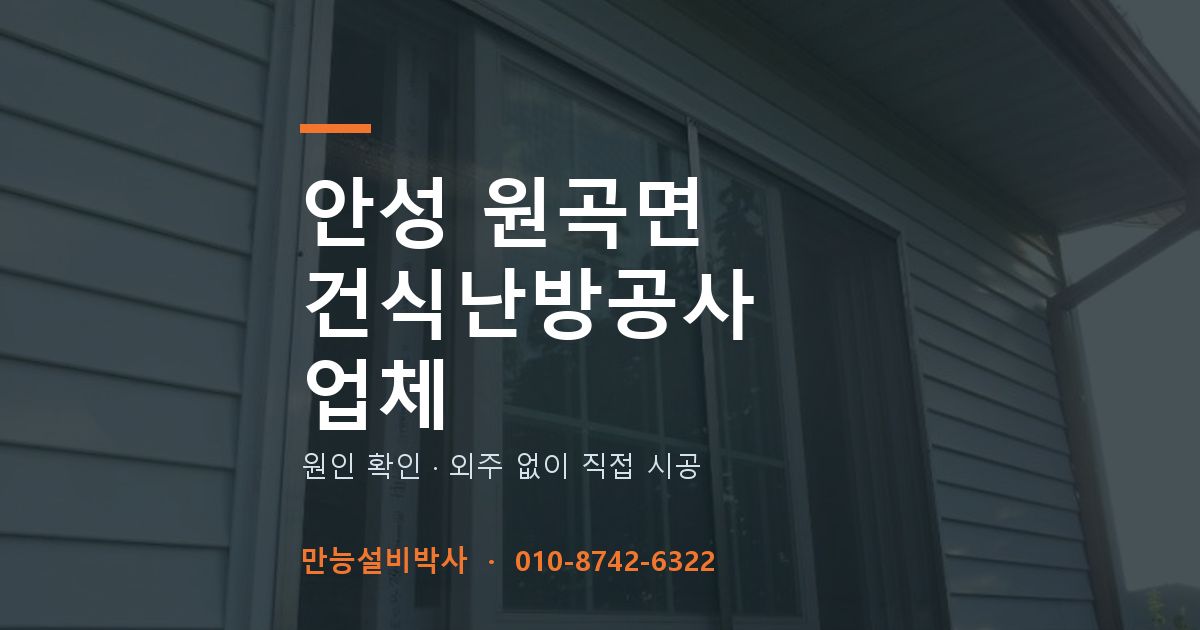 안성 원곡면
건식난방공사
업체
원인 확인 · 외주 없이 직접 시공
만능설비박사 · 010-8742-6322